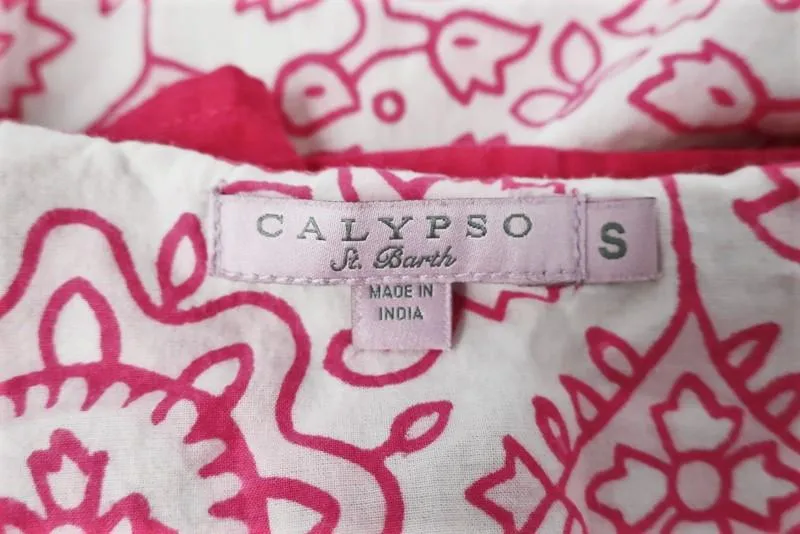 CALYPSO
St. Barth
S
MADE IN
INDIA